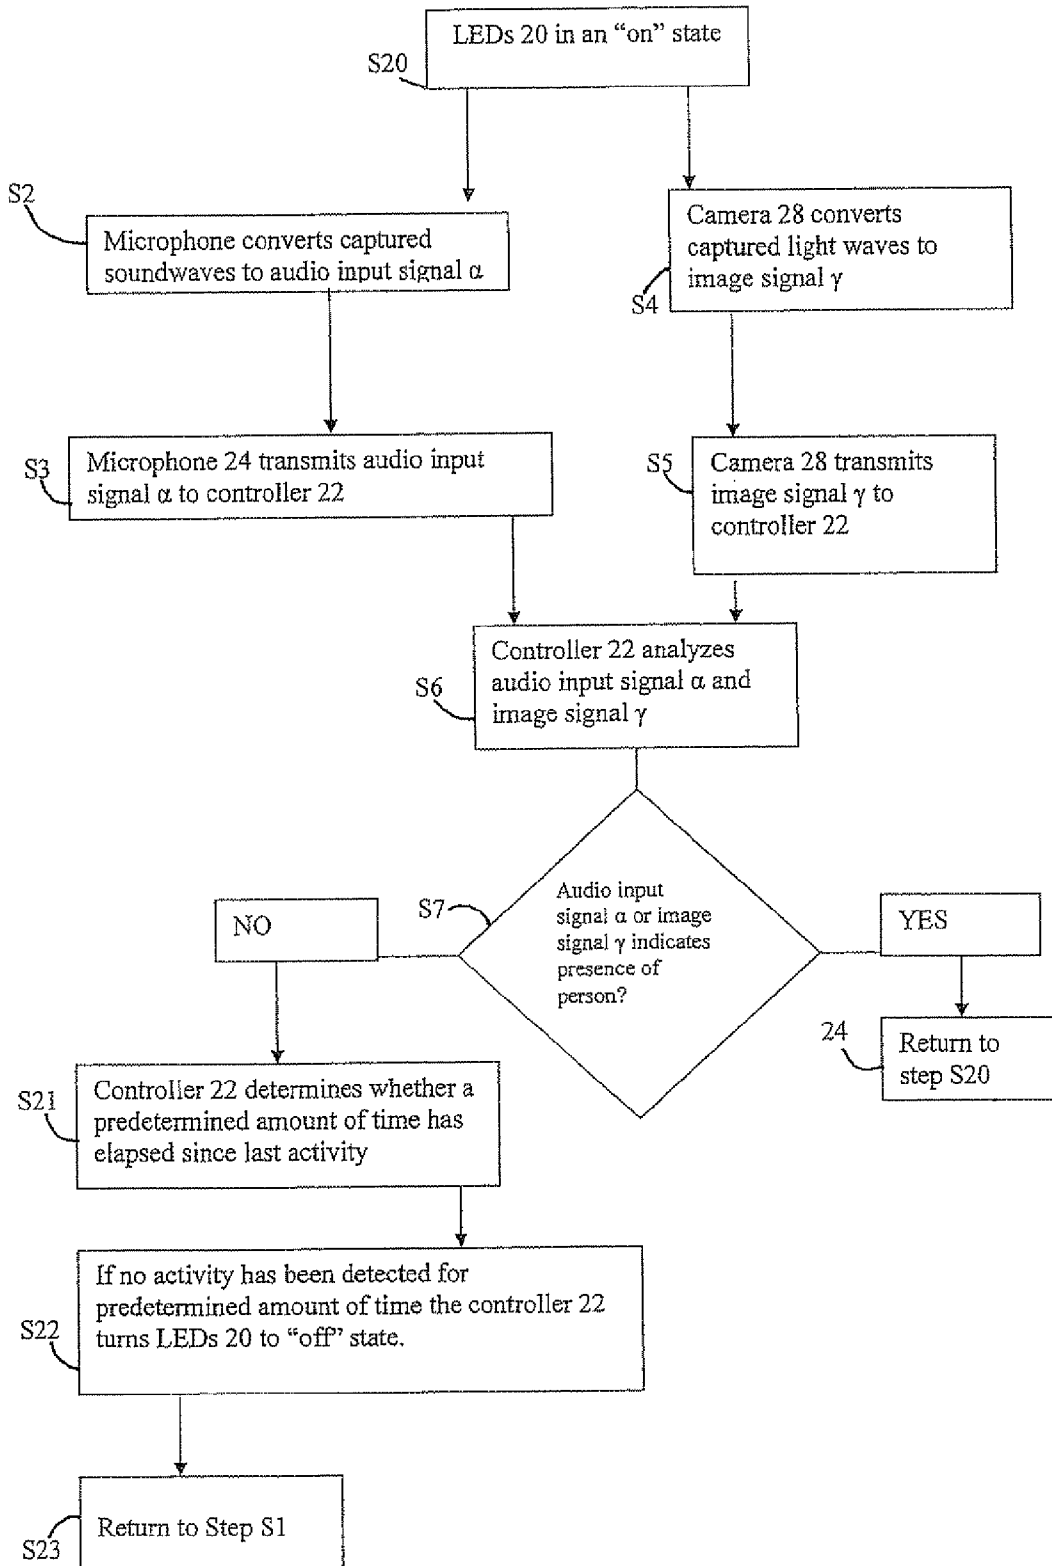 LEDs 20 in an “on” state
S20
S2
Microphone converts captured
soundwaves to audio input signal α
Camera 28 converts
captured light waves to
image signal γ
S4
S3
Microphone 24 transmits audio input
signal α to controller 22
S5
Camera 28 transmits
image signal γ to
controller 22
S6
Controller 22 analyzes
audio input signal α and
image signal γ
S7
Audio input
signal α or image
signal γ indicates
presence of
person?
NO
YES
24
Return to
step S20
S21
Controller 22 determines whether a
predetermined amount of time has
elapsed since last activity
S22
If no activity has been detected for
predetermined amount of time the controller 22
turns LEDs 20 to “off” state.
S23
Return to Step S1